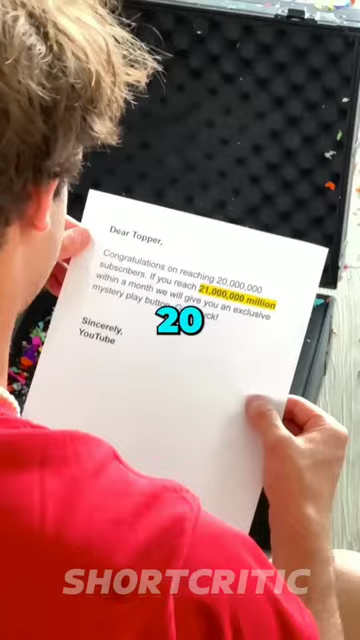 Dear Topper,
Congratulations on reaching 20,000,000
subscribers. If you reach 21,000,000 million
within a month we will give you an exclusive
mystery play
20
Sincerely,
YouTube
SHORTCRITIC